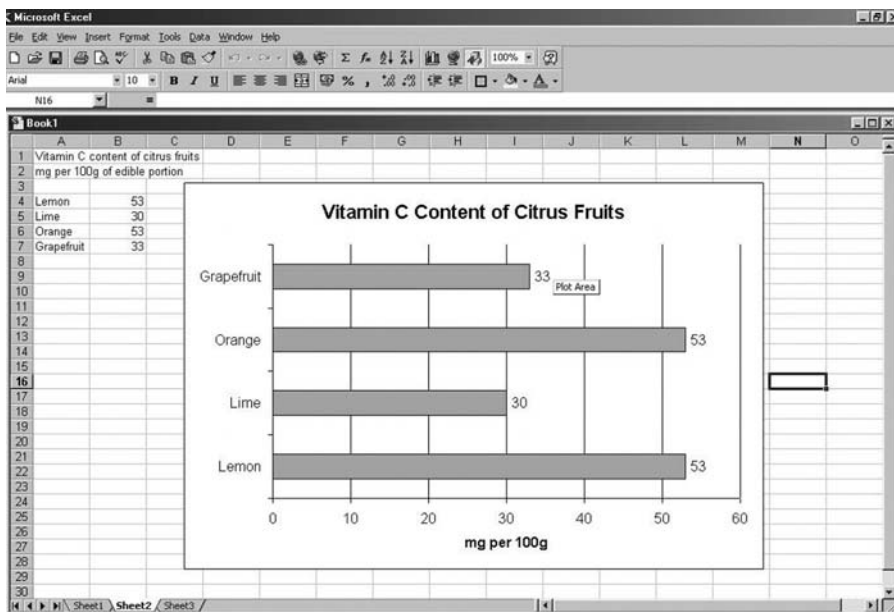 Microsoft Excel
File Edit View Insert Format Tools Data Window Help
100%
Arial 10 B I U % ,
N16 =
Book1
A B C D E F G H I J K L M N O
1 Vitamin C content of citrus fruits
2 mg per 100g of edible portion
3
4 Lemon 53
5 Lime 30
6 Orange 53
7 Grapefruit 33
8
9
10
11
12
13
14
15
16
17
18
19
20
21
22
23
24
25
26
27
28
29
30
Vitamin C Content of Citrus Fruits
Grapefruit 33
Plot Area
Orange 53
Lime 30
Lemon 53
0 10 20 30 40 50 60
mg per 100g
Sheet1 Sheet2 Sheet3